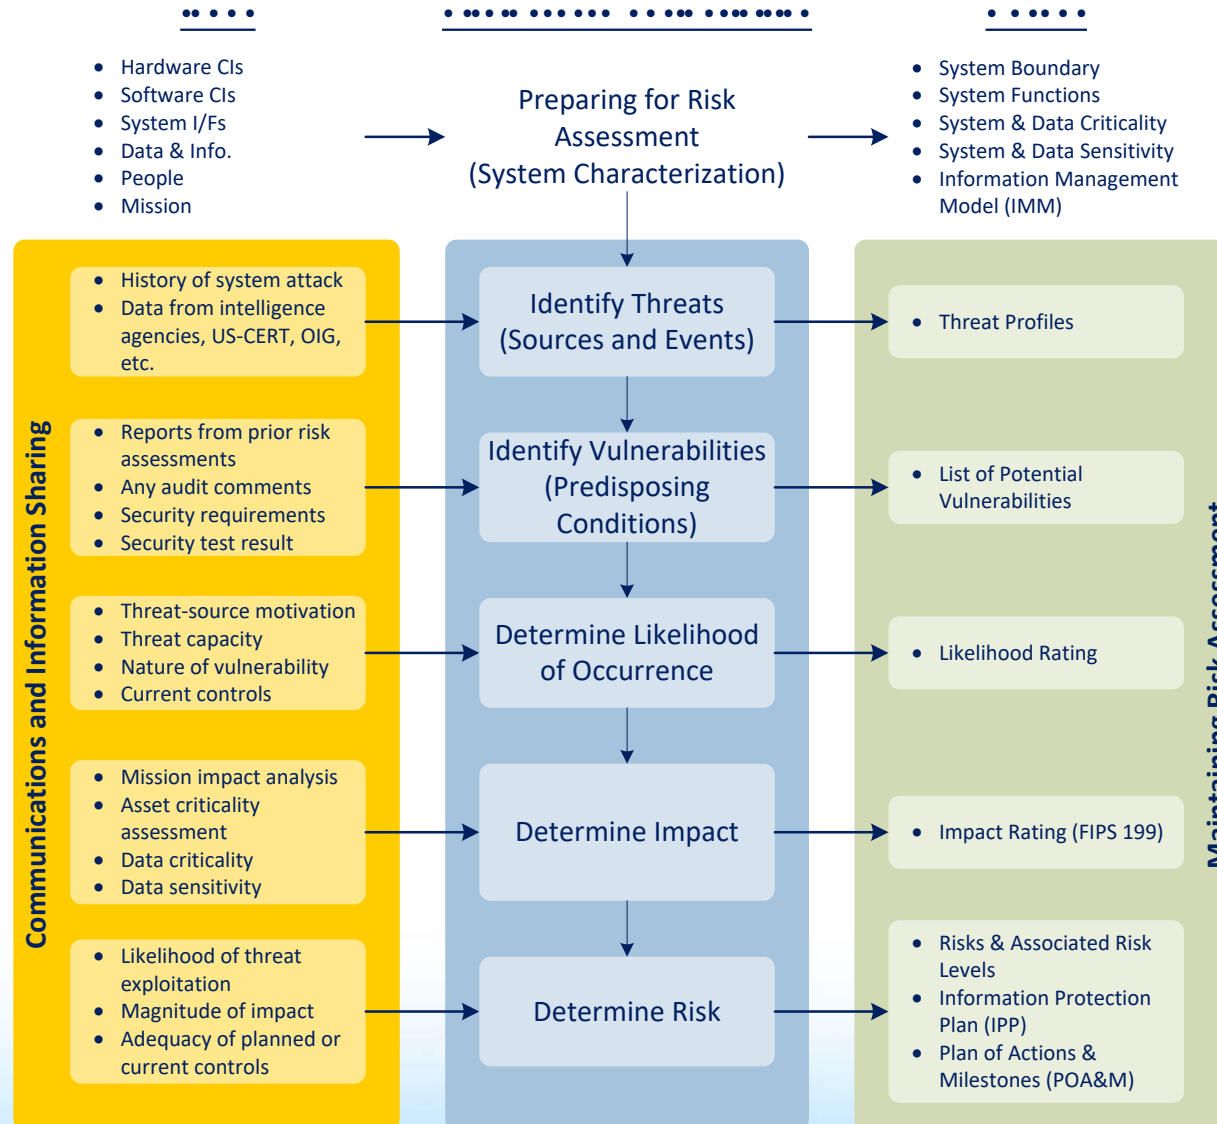 • Hardware CIs
• Software CIs
• System I/Fs
• Data & Info.
• People
• Mission
Preparing for Risk
Assessment
(System Characterization)
• System Boundary
• System Functions
• System & Data Criticality
• System & Data Sensitivity
• Information Management
Model (IMM)
Communications and Information Sharing
• History of system attack
• Data from intelligence
agencies, US-CERT, OIG,
etc.
Identify Threats
(Sources and Events)
• Threat Profiles
• Reports from prior risk
assessments
• Any audit comments
• Security requirements
• Security test result
Identify Vulnerabilities
(Predisposing
Conditions)
• List of Potential
Vulnerabilities
• Threat-source motivation
• Threat capacity
• Nature of vulnerability
• Current controls
Determine Likelihood
of Occurrence
• Likelihood Rating
• Mission impact analysis
• Asset criticality
assessment
• Data criticality
• Data sensitivity
Determine Impact
• Impact Rating (FIPS 199)
• Likelihood of threat
exploitation
• Magnitude of impact
• Adequacy of planned or
current controls
Determine Risk
• Risks & Associated Risk
Levels
• Information Protection
Plan (IPP)
• Plan of Actions &
Milestones (POA&M)
Maintaining Risk Assessment